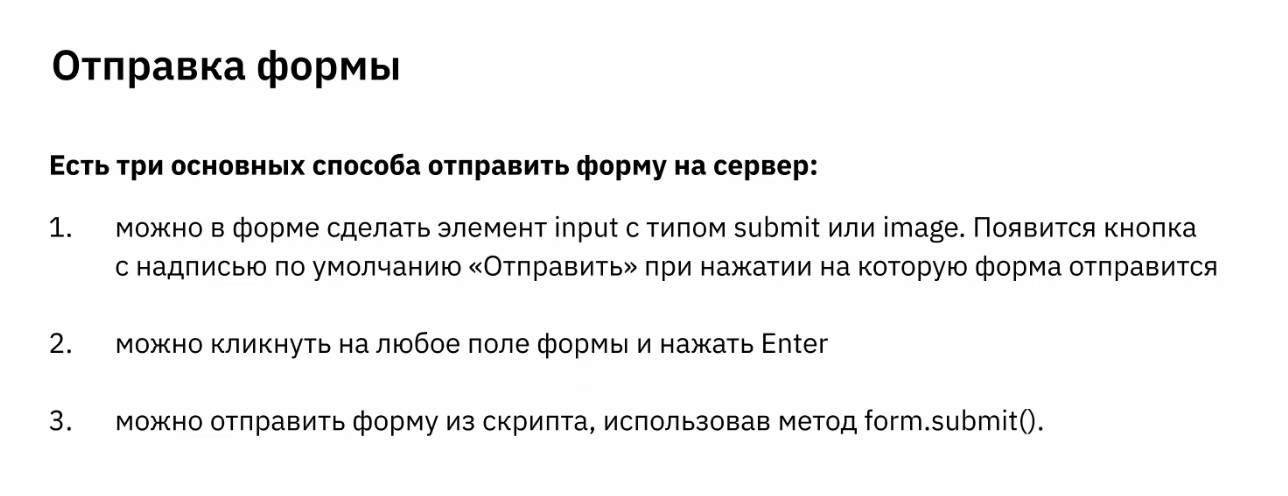 Отправка формы
Есть три основных способа отправить форму на сервер:
1. можно в форме сделать элемент input с типом submit или image. Появится кнопка
с надписью по умолчанию «Отправить» при нажатии на которую форма отправится
2. можно кликнуть на любое поле формы и нажать Enter
3. можно отправить форму из скрипта, использовав метод form.submit().